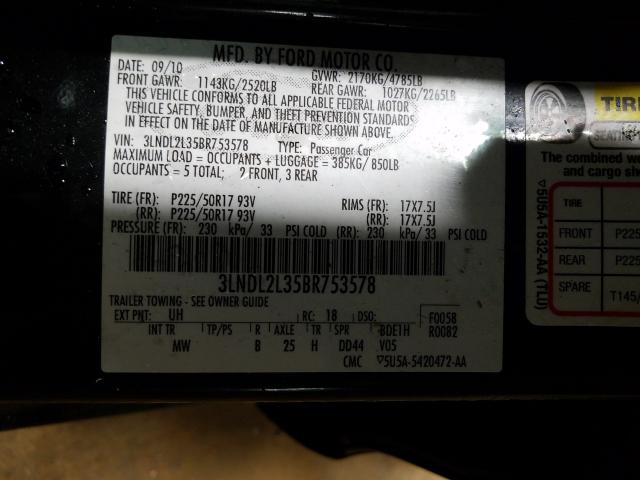 MFD. BY FORD MOTOR CO.
DATE: 09/10 GVWR: 2170KG/4785LB
FRONT GAWR: 1143KG/2520LB REAR GAWR: 1027KG/2265LB
THIS VEHICLE CONFORMS TO ALL APPLICABLE FEDERAL MOTOR
VEHICLE SAFETY, BUMPER, AND THEFT PREVENTION STANDARDS
IN EFFECT ON THE DATE OF MANUFACTURE SHOWN ABOVE.
VIN: 3LNDL2L35BR753578 TYPE: Passenger Car
MAXIMUM LOAD = OCCUPANTS + LUGGAGE = 385KG/ 850LB
OCCUPANTS = 5 TOTAL; 2 FRONT, 3 REAR
TIRE (FR): P225/50R17 93V RIMS (FR): 17X7.5J
(RR): P225/50R17 93V (RR): 17X7.5J
PRESSURE (FR): 230 kPa/ 33 PSI COLD (RR): 230 kPa/ 33 PSI COLD
3LNDL2L35BR753578
TRAILER TOWING - SEE OWNER GUIDE
EXT PNT: UH RC: 18 DSO: F0058
INT TR TP/PS R AXLE TR SPR BDE1H R0082
MW B 25 H DD44 V05
CMC ▽5U5A-5420472-AA
▽5U5A-1532-AA (TLU)
TIRE
SEATING
The combined
and cargo
TIRE
FRONT P225
REAR P225
SPARE T145/